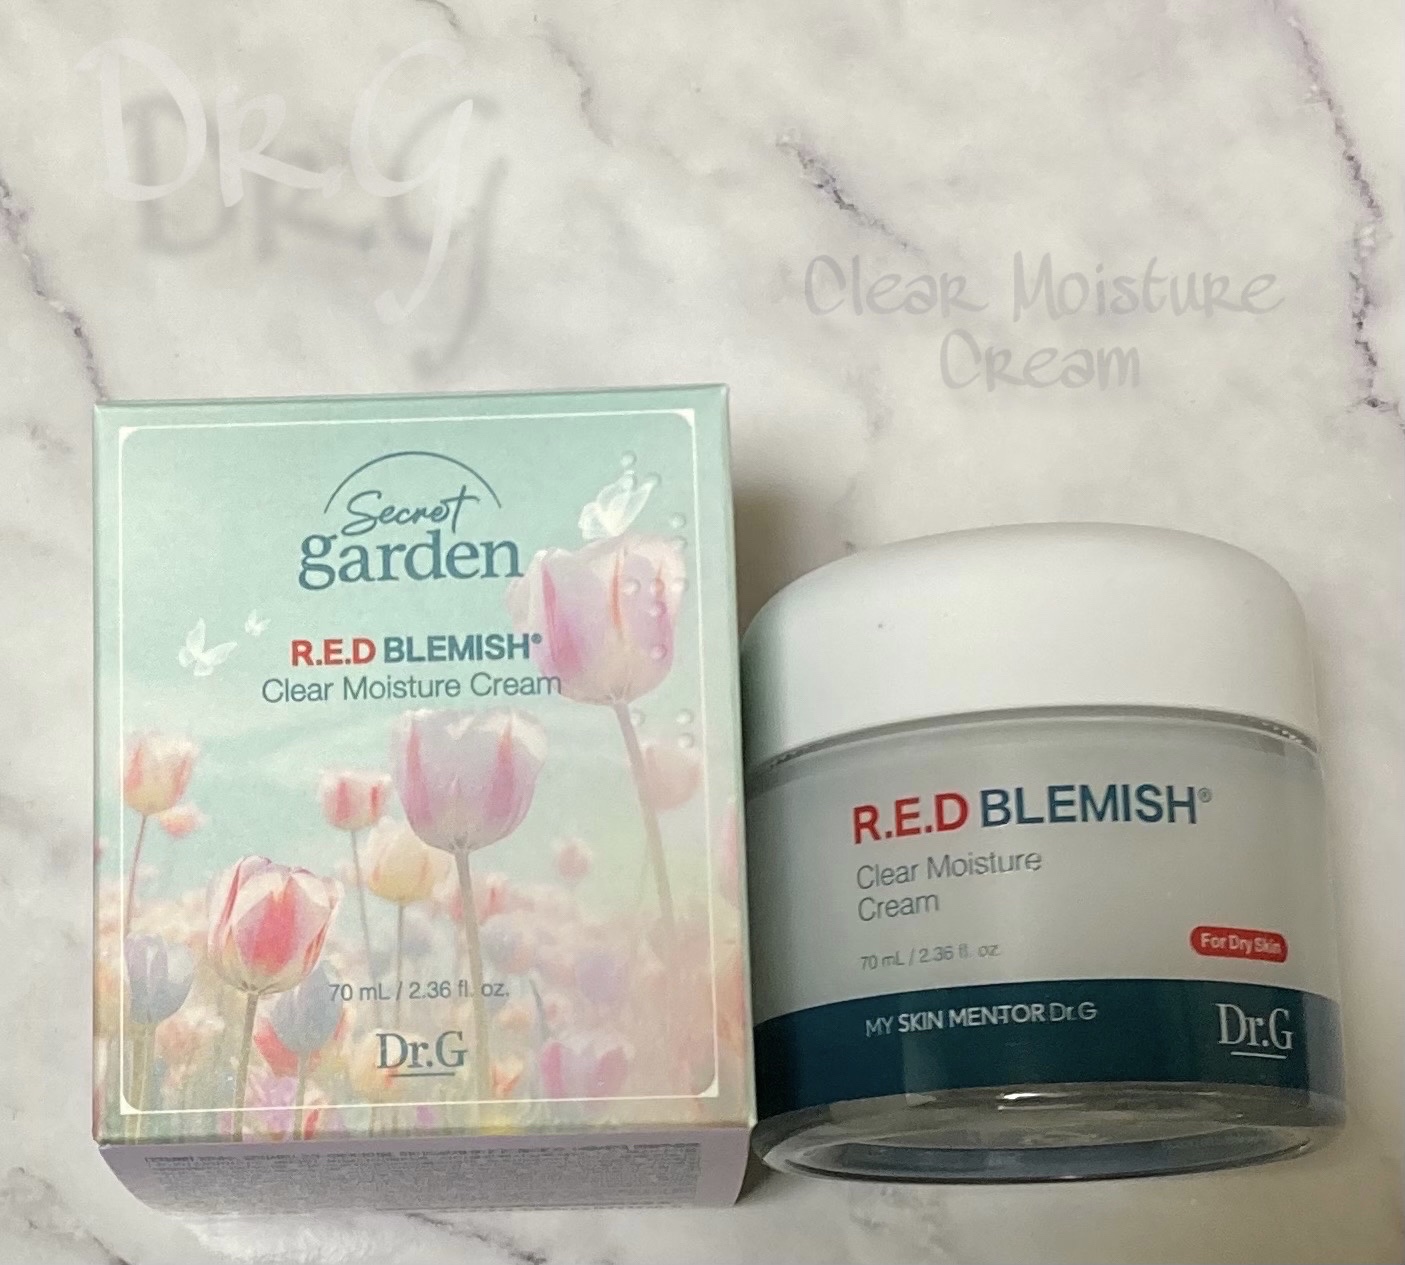 Dr.G
Clear Moisture
Cream
Secret
garden
R.E.D BLEMISH®
Clear Moisture Cream
70 mL / 2.36 fl. oz.
Dr.G
R.E.D BLEMISH®
Clear Moisture
Cream
70 mL / 2.36 fl. oz.
For Dry Skin
MY SKIN MENTOR Dr.G
Dr.G